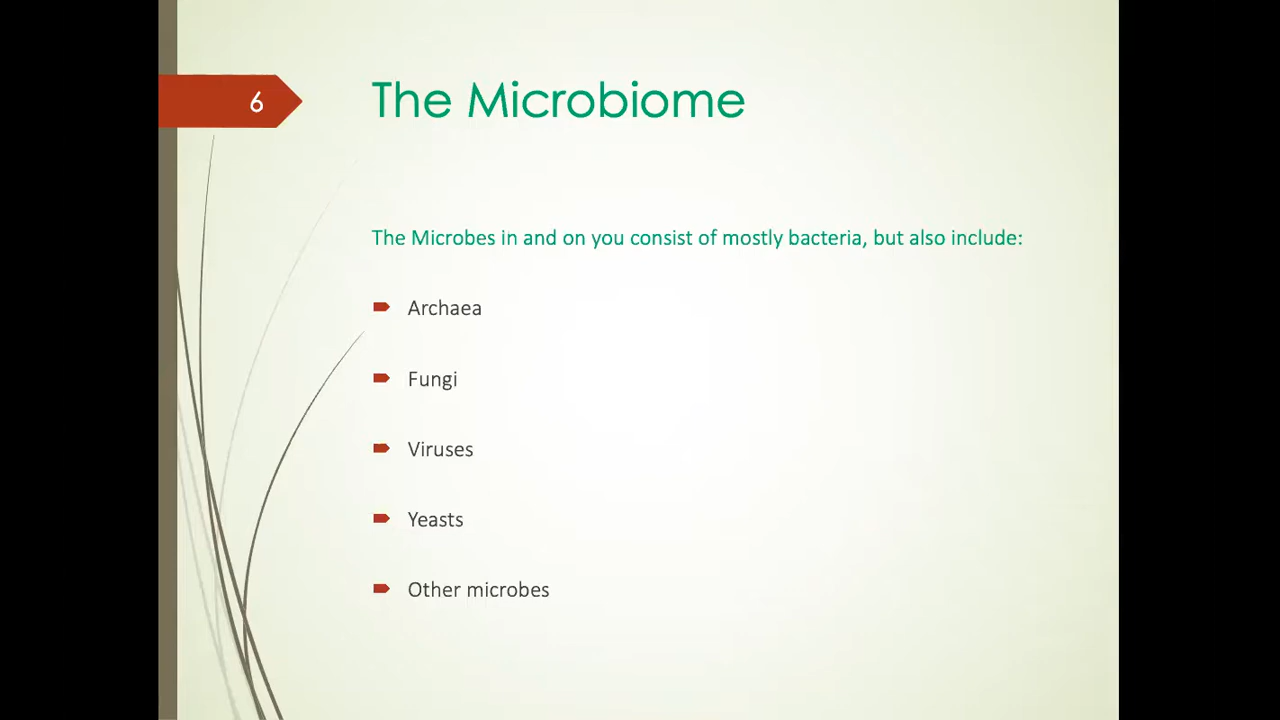 6
The Microbiome
The Microbes in and on you consist of mostly bacteria, but also include:
Archaea
Fungi
Viruses
Yeasts
Other microbes